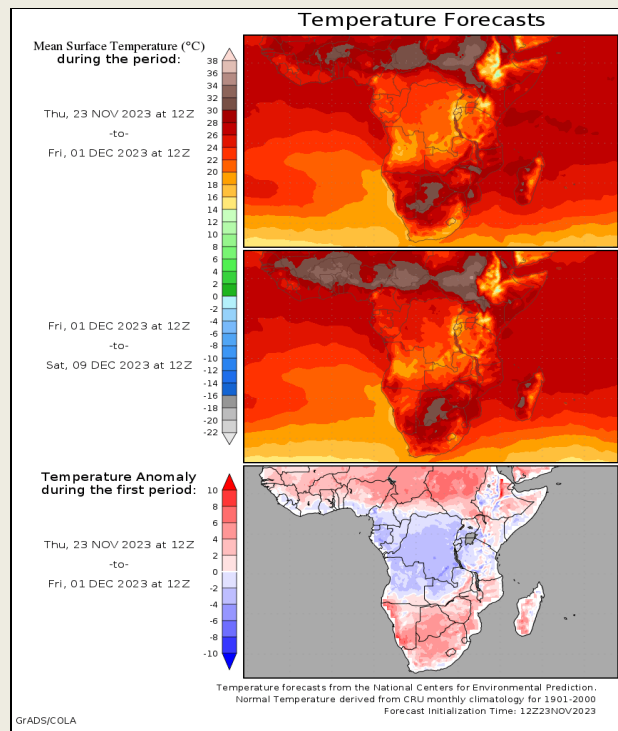 Temperature Forecasts
Mean Surface Temperature (°C)
during the period:
Thu, 23 NOV 2023 at 12Z
-to-
Fri, 01 DEC 2023 at 12Z
38
36
34
32
30
28
26
24
22
20
18
16
14
12
10
8
6
4
2
0
-2
-4
-6
-8
-10
-12
-14
-16
-18
-20
-22
Fri, 01 DEC 2023 at 12Z
-to-
Sat, 09 DEC 2023 at 12Z
Temperature Anomaly
during the first period:
Thu, 23 NOV 2023 at 12Z
-to-
Fri, 01 DEC 2023 at 12Z
10
8
6
4
2
0
-2
-4
-6
-8
-10
Temperature forecasts from the National Centers for Environmental Prediction.
Normal Temperature derived from CRU monthly climatology for 1901-2000
Forecast Initialization Time: 12Z23NOV2023
GrADS/COLA